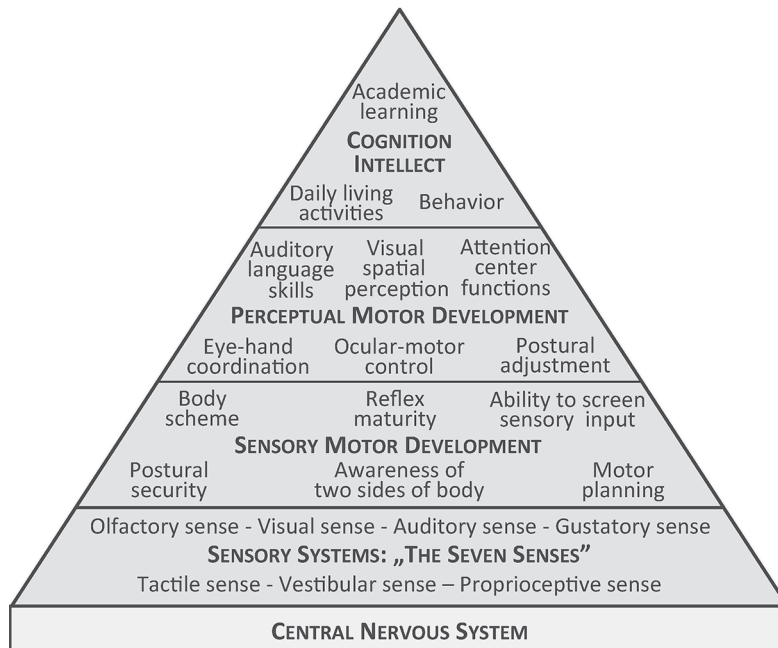 Academic
learning
COGNITION
INTELLECT
Daily living
activities
Behavior
Auditory
language
skills
Visual
spatial
perception
Attention
center
functions
PERCEPTUAL MOTOR DEVELOPMENT
Eye-hand
coordination
Ocular-motor
control
Postural
adjustment
Body
scheme
Reflex
maturity
Ability to screen
sensory input
SENSORY MOTOR DEVELOPMENT
Postural
security
Awareness of
two sides of body
Motor
planning
Olfactory sense - Visual sense - Auditory sense - Gustatory sense
SENSORY SYSTEMS: „THE SEVEN SENSES”
Tactile sense - Vestibular sense – Proprioceptive sense
CENTRAL NERVOUS SYSTEM